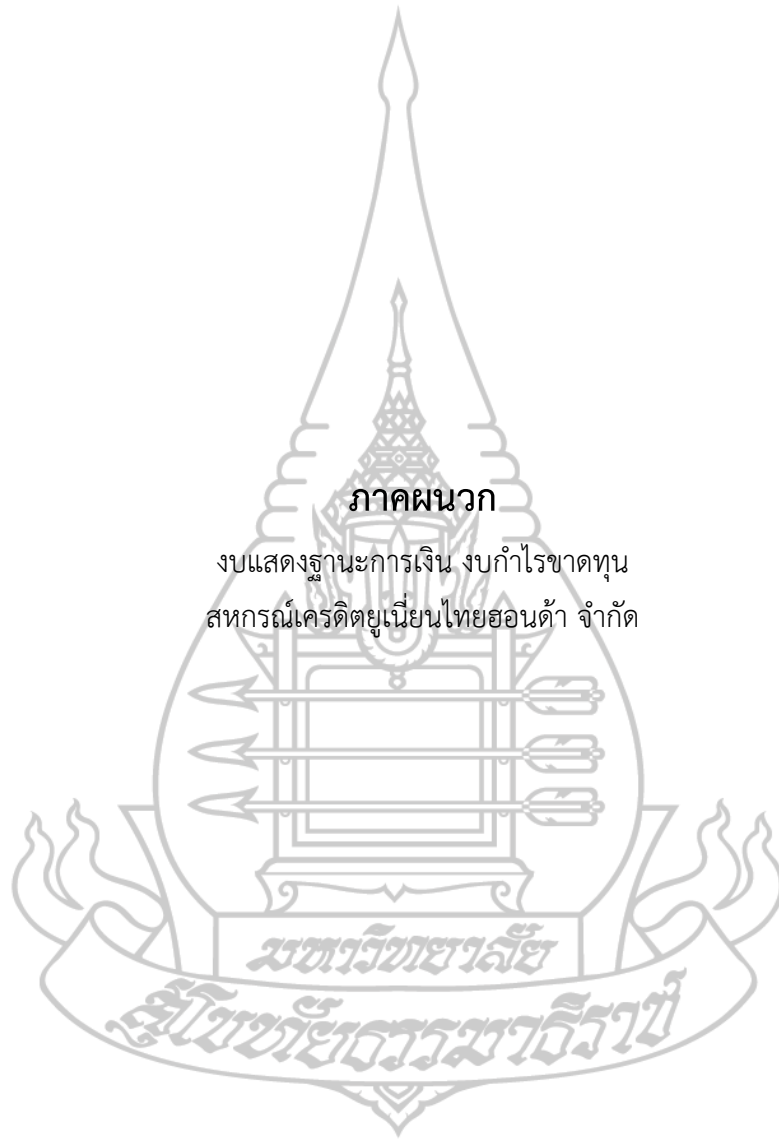 ภาคผนวก
งบแสดงฐานะการเงิน งบกำไรขาดทุน
สหกรณ์เครดิตยูเนี่ยนไทยฮอนด้า จำกัด
มหาวิทยาลัย
สุโขทัยธรรมาธิราช